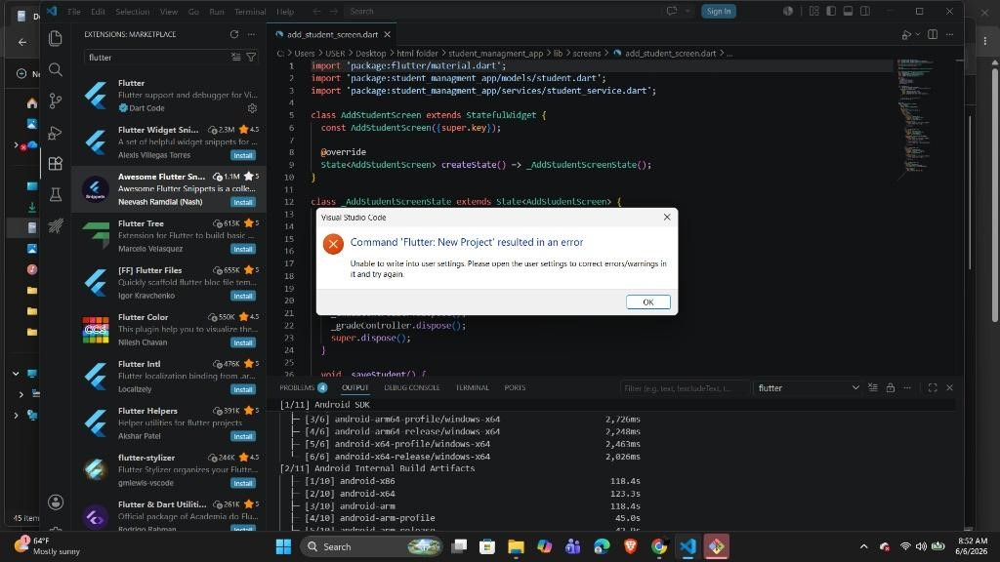 File Edit Selection View Go Run Terminal Help
Search
Sign In
EXTENSIONS: MARKETPLACE
flutter
Flutter
Flutter support and debugger for Vi...
Dart Code
Flutter Widget Sni... 2.3M 4.5
A set of helpful widget snippets for ...
Alexis Villegas Torres Install
Awesome Flutter Sn... 1.1M 5
Awesome Flutter Snippets is a colle...
Neevash Ramdial (Nash) Install
Flutter Tree 613K 5
Extension for Flutter to build basic ...
Marcelo Velasquez Install
[FF] Flutter Files 655K 5
Quickly scaffold flutter bloc file tem...
Igor Kravchenko Install
Flutter Color 550K 4.5
This plugin help you to visualize the...
Nilesh Chavan Install
Flutter Intl 476K 5
Flutter localization binding from .ar...
Localizely Install
Flutter Helpers 391K 5
Helper utilities for flutter projects
Akshar Patel Install
flutter-stylizer 244K 4.5
Flutter Stylizer organizes your Flutte...
gmlewis-vscode Install
Flutter & Dart Utiliti... 261K 5
Official package of Academia do Flu...
Rodrigo Rahman Install
add_student_screen.dart
C: > Users > USER > Desktop > html folder > student_managment_app > lib > screens > add_student_screen.dart > ...
1 import 'package:flutter/material.dart';
2 import 'package:student_managment_app/models/student.dart';
3 import 'package:student_managment_app/services/student_service.dart';
4
5 class AddStudentScreen extends StatefulWidget {
6 const AddStudentScreen({super.key});
7
8 @override
9 State<AddStudentScreen> createState() => _AddStudentScreenState();
10 }
11
12 class _AddStudentScreenState extends State<AddStudentScreen> {
13
14
15
16
17
18
19
20
21
22 _gradeController.dispose();
23 super.dispose();
24 }
25
26 void _saveStudent() {
Visual Studio Code
Command 'Flutter: New Project' resulted in an error
Unable to write into user settings. Please open the user settings to correct errors/warnings in
it and try again.
OK
PROBLEMS 4 OUTPUT DEBUG CONSOLE TERMINAL PORTS
Filter (e.g. text, !excludeText, t... flutter
[1/11] Android SDK
[3/6] android-arm64-profile/windows-x64 2,726ms
[4/6] android-arm64-release/windows-x64 2,248ms
[5/6] android-x64-profile/windows-x64 2,463ms
[6/6] android-x64-release/windows-x64 2,026ms
[2/11] Android Internal Build Artifacts
[1/10] android-x86 118.4s
[2/10] android-x64 123.3s
[3/10] android-arm 118.4s
[4/10] android-arm-profile 45.0s
45 item
1
64°F
Mostly sunny
Search
8:52 AM
6/6/2026